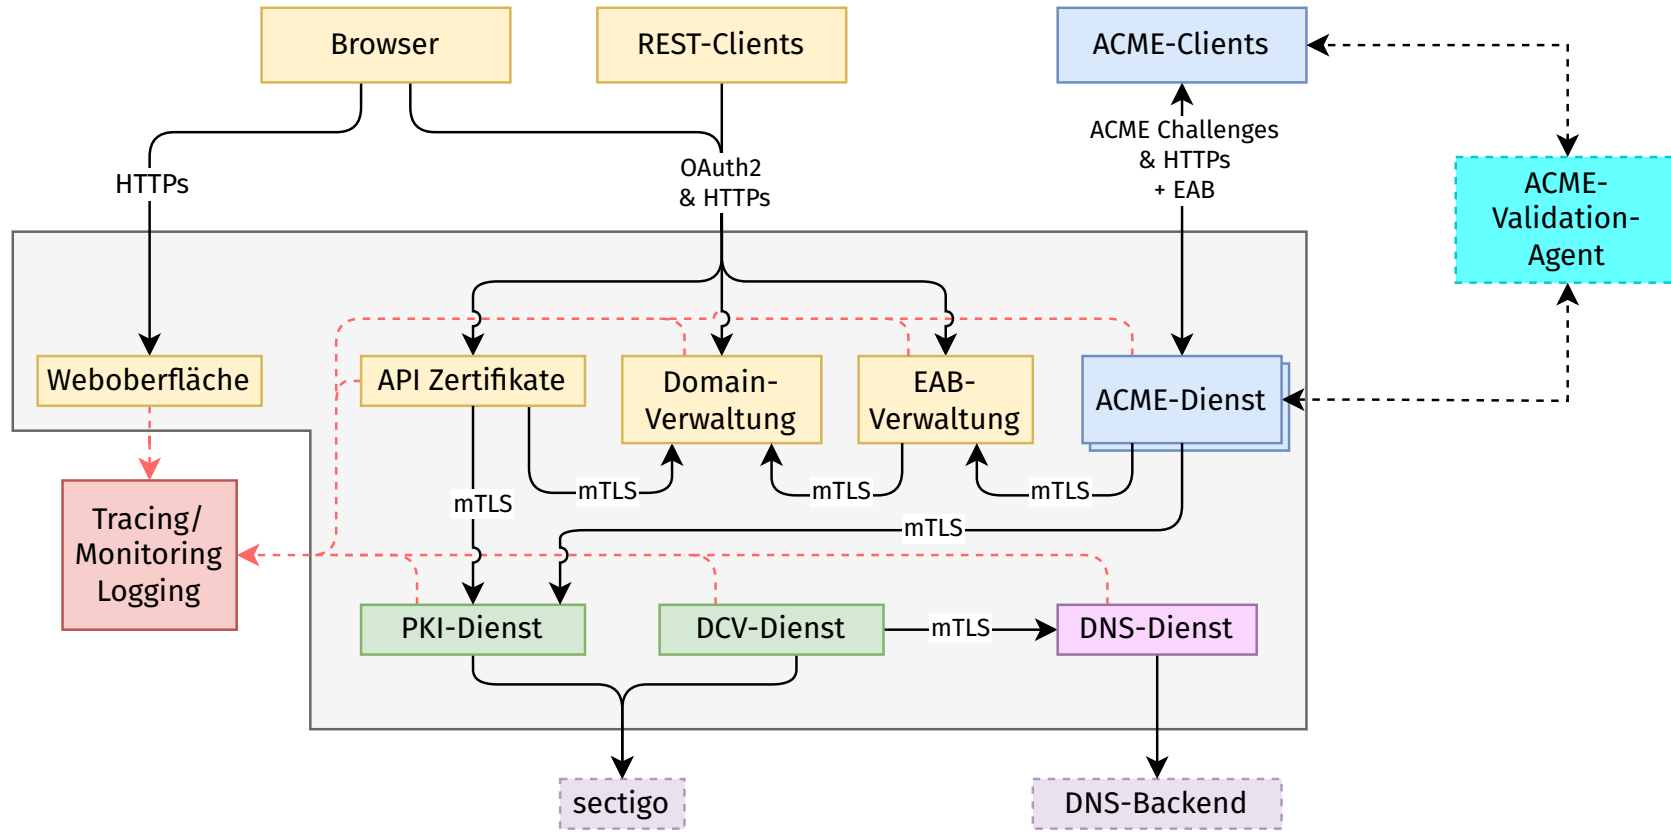 Browser
REST-Clients
ACME-Clients
ACME Challenges
& HTTPs
+ EAB
OAuth2
& HTTPs
HTTPs
ACME-
Validation-
Agent
Weboberfläche
API Zertifikate
Domain-
Verwaltung
EAB-
Verwaltung
ACME-Dienst
mTLS
mTLS
mTLS
mTLS
mTLS
Tracing/
Monitoring
Logging
PKI-Dienst
DCV-Dienst
mTLS
DNS-Dienst
sectigo
DNS-Backend